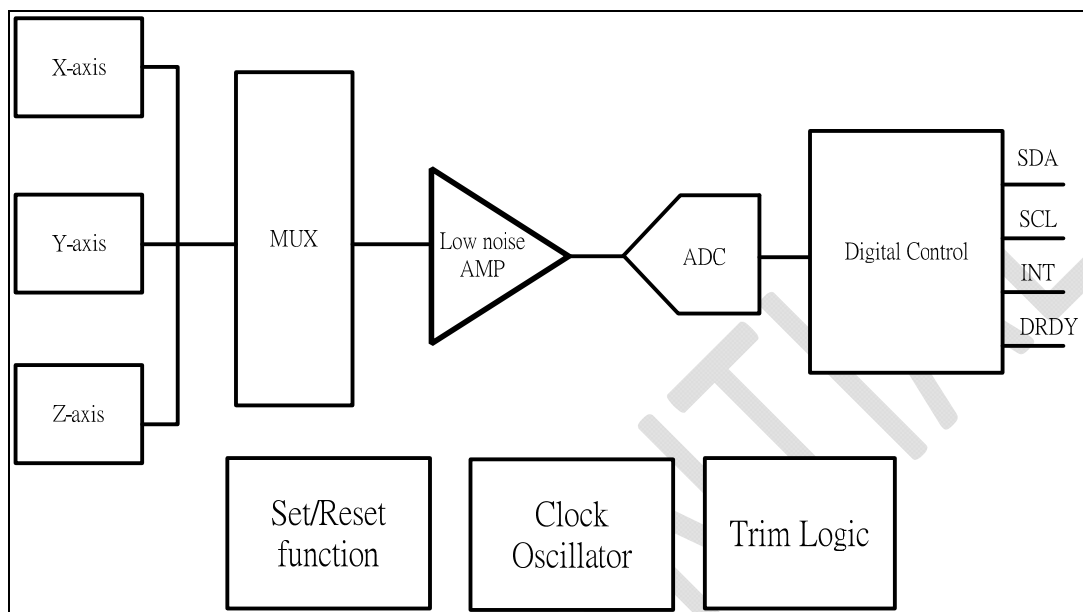 X-axis
Y-axis
Z-axis
MUX
Low noise
AMP
ADC
Digital Control
SDA
SCL
INT
DRDY
Set/Reset
function
Clock
Oscillator
Trim Logic